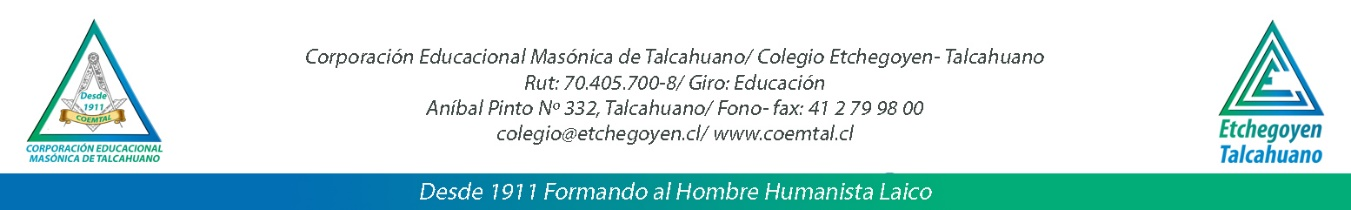 Corporación Educacional Masónica de Talcahuano/ Colegio Etchegoyen- Talcahuano
Rut: 70.405.700-8/ Giro: Educación
Aníbal Pinto Nº 332, Talcahuano/ Fono- fax: 41 2 79 98 00
colegio@etchegoyen.cl/ www.coemtal.cl
Desde
1911
COEMTAL
CORPORACIÓN EDUCACIONAL
MASÓNICA DE TALCAHUANO
Etchegoyen
Talcahuano
Desde 1911 Formando al Hombre Humanista Laico